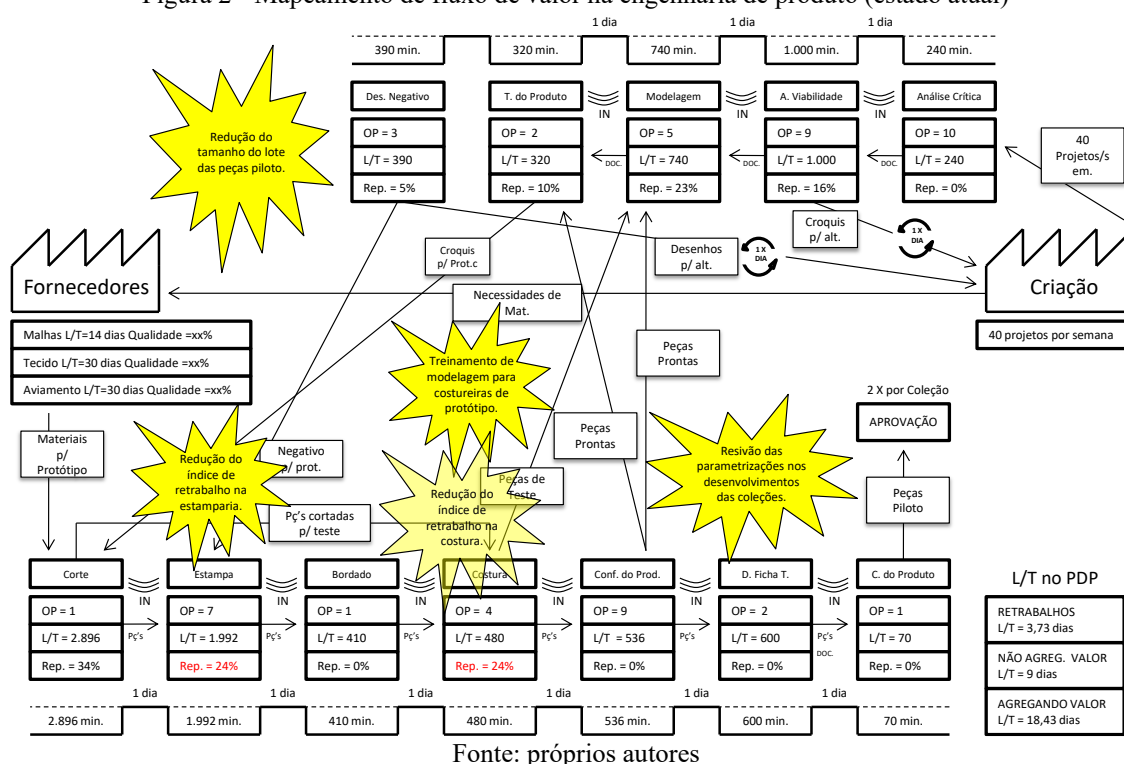 Figura 2 - Mapeamento de fluxo de valor na engenharia de produto (estado atual)
1 dia
1 dia
1 dia
390 min.
320 min.
740 min.
1.000 min.
240 min.
Des. Negativo
T. do Produto
Modelagem
A. Viabilidade
Análise Crítica
IN
IN
IN
OP = 3
OP = 2
OP = 5
OP = 9
OP = 10
L/T = 390
L/T = 320
L/T = 740
L/T = 1.000
L/T = 240
DOC.
DOC.
DOC.
Rep. = 5%
Rep. = 10%
Rep. = 23%
Rep. = 16%
Rep. = 0%
40
Projetos/s
em.
Redução do
tamanho do lote
das peças piloto.
Croquis
p/ Prot.c
Desenhos
p/ alt.
1 X
DIA
Croquis
p/ alt.
1 X
DIA
Fornecedores
Necessidades de
Mat.
Criação
Malhas L/T=14 dias Qualidade =xx%
Tecido L/T=30 dias Qualidade =xx%
Aviamento L/T=30 dias Qualidade =xx%
40 projetos por semana
Treinamento de
modelagem para
costureiras de
protótipo.
Peças
Prontas
Peças
Prontas
2 X por Coleção
APROVAÇÃO
Materiais
p/
Protótipo
Redução do
índice de
retrabalho na
estamparia.
Negativo
p/ prot.
Peças de
Teste
Redução do
índice de
retrabalho na
costura.
Resivão das
parametrizações nos
desenvolvimentos
das coleções.
Peças
Piloto
Pç's cortadas
p/ teste
Corte
Estampa
Bordado
Costura
Conf. do Prod.
D. Ficha T.
C. do Produto
IN
IN
IN
IN
IN
IN
OP = 1
OP = 7
OP = 1
OP = 4
OP = 9
OP = 2
OP = 1
L/T = 2.896
L/T = 1.992
L/T = 410
L/T = 480
L/T = 536
L/T = 600
L/T = 70
Pç's
Pç's
Pç's
Pç's
Pç's
Pç's
DOC.
Rep. = 34%
Rep. = 24%
Rep. = 0%
Rep. = 24%
Rep. = 0%
Rep. = 0%
Rep. = 0%
1 dia
1 dia
1 dia
1 dia
1 dia
1 dia
2.896 min.
1.992 min.
410 min.
480 min.
536 min.
600 min.
70 min.
L/T no PDP
RETRABALHOS
L/T = 3,73 dias
NÃO AGREG. VALOR
L/T = 9 dias
AGREGANDO VALOR
L/T = 18,43 dias
Fonte: próprios autores